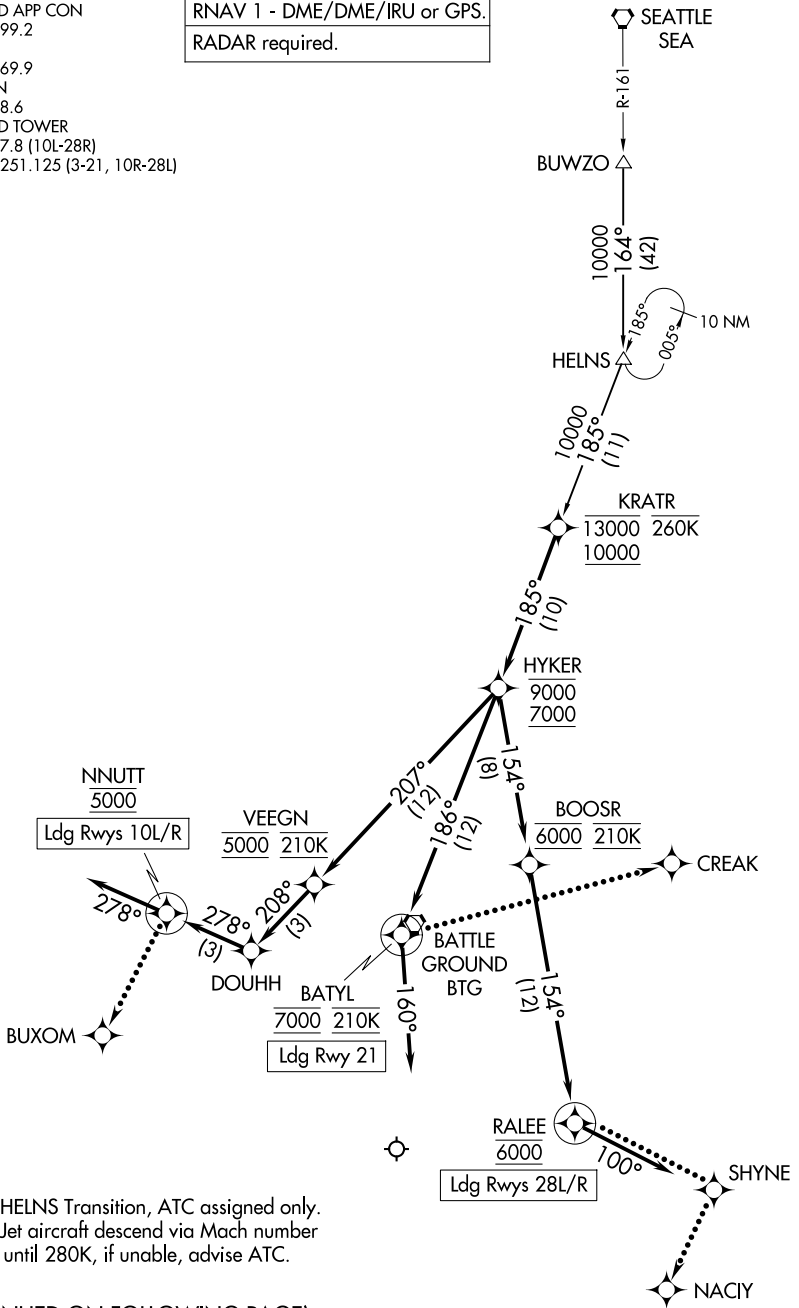 D APP CON
99.2
69.9
N
8.6
D TOWER
7.8 (10L-28R)
251.125 (3-21, 10R-28L)
RNAV 1 - DME/DME/IRU or GPS.
RADAR required.
SEATTLE
SEA
R-161
BUWZO
10000
164°
(42)
185°
005°
10 NM
HELNS
10000
185°
(11)
KRATR
13000 260K
10000
185°
(10)
HYKER
9000
7000
207°
(12)
186°
(12)
154°
(8)
NNUTT
5000
Ldg Rwys 10L/R
VEEGN
5000 210K
BOOSR
6000 210K
CREAK
278°
278°
(3)
208°
(3)
DOUHH
BATTLE
GROUND
BTG
BATYL
7000 210K
Ldg Rwy 21
160°
154°
(12)
BUXOM
RALEE
6000
Ldg Rwys 28L/R
100°
SHYNE
NACIY
HELNS Transition, ATC assigned only.
Jet aircraft descend via Mach number
until 280K, if unable, advise ATC.